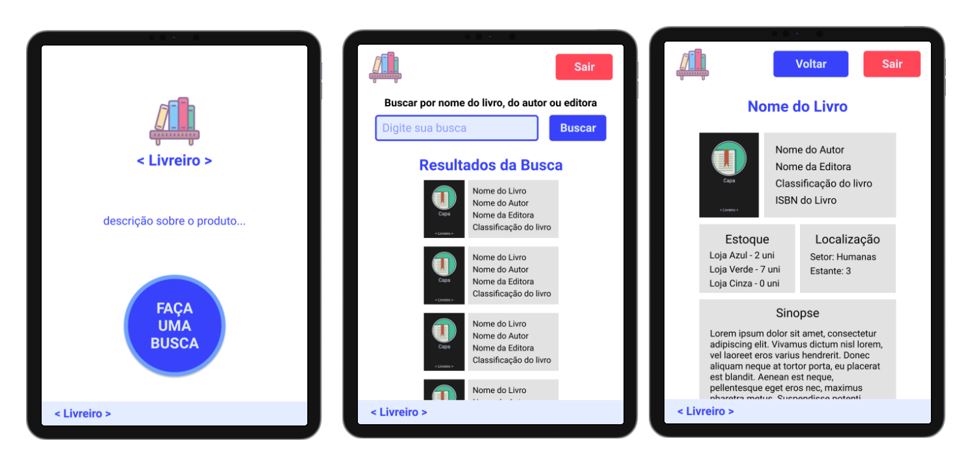 < Livreiro >
descrição sobre o produto...
FAÇA
UMA
BUSCA
< Livreiro >
Sair
Buscar por nome do livro, do autor ou editora
Digite sua busca
Buscar
Resultados da Busca
Capa
< Livreiro >
Nome do Livro
Nome do Autor
Nome da Editora
Classificação do livro
Capa
< Livreiro >
Nome do Livro
Nome do Autor
Nome da Editora
Classificação do livro
Capa
< Livreiro >
Nome do Livro
Nome do Autor
Nome da Editora
Classificação do livro
Nome do Livro
< Livreiro >
Voltar
Sair
Nome do Livro
Capa
< Livreiro >
Nome do Autor
Nome da Editora
Classificação do livro
ISBN do Livro
Estoque
Loja Azul - 2 uni
Loja Verde - 7 uni
Loja Cinza - 0 uni
Localização
Setor: Humanas
Estante: 3
Sinopse
Lorem ipsum dolor sit amet, consectetur
adipiscing elit. Vivamus dictum nisl lorem,
vel laoreet eros varius hendrerit. Donec
aliquam neque at tortor porta, eu placerat
est blandit. Aenean est neque,
pellentesque eget eros nec, maximus
pharetra metus. Suspendisse potenti
< Livreiro >